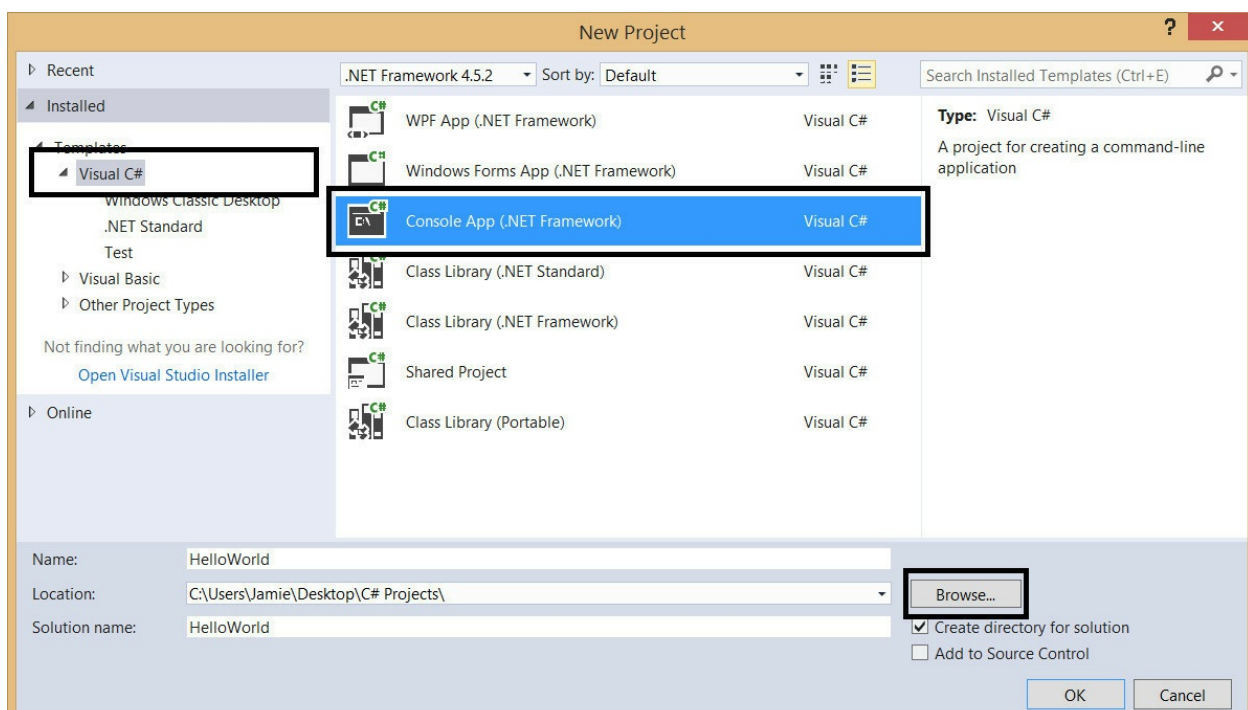 New Project
?
Recent
Installed
Templates
Visual C#
Windows Classic Desktop
.NET Standard
Test
Visual Basic
Other Project Types
Not finding what you are looking for?
Open Visual Studio Installer
Online
.NET Framework 4.5.2 Sort by: Default
C# WPF App (.NET Framework) Visual C#
C# Windows Forms App (.NET Framework) Visual C#
C# Console App (.NET Framework) Visual C#
C# Class Library (.NET Standard) Visual C#
C# Class Library (.NET Framework) Visual C#
C# Shared Project Visual C#
C# Class Library (Portable) Visual C#
Search Installed Templates (Ctrl+E)
Type: Visual C#
A project for creating a command-line
application
Name: HelloWorld
Location: C:\Users\Jamie\Desktop\C# Projects\ Browse...
Solution name: HelloWorld
Create directory for solution
Add to Source Control
OK Cancel